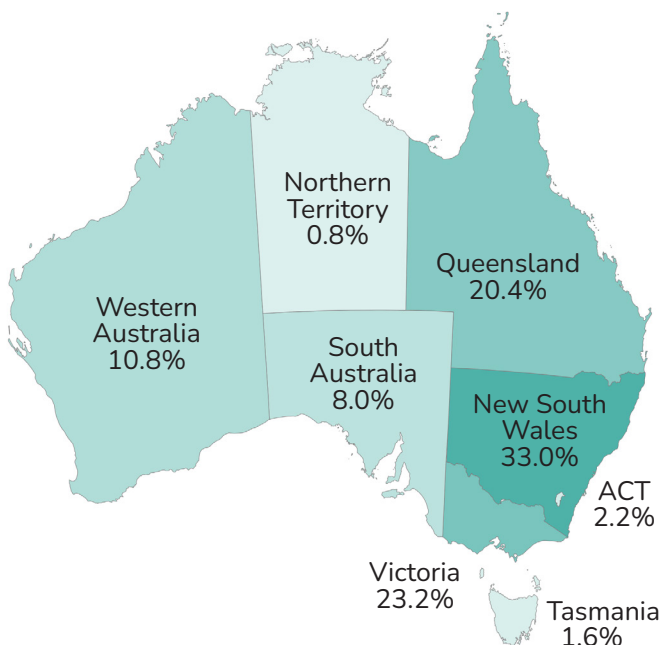 Northern
Territory
0.8%
Queensland
20.4%
Western
Australia
10.8%
South
Australia
8.0%
New South
Wales
33.0%
ACT
2.2%
Victoria
23.2%
Tasmania
1.6%